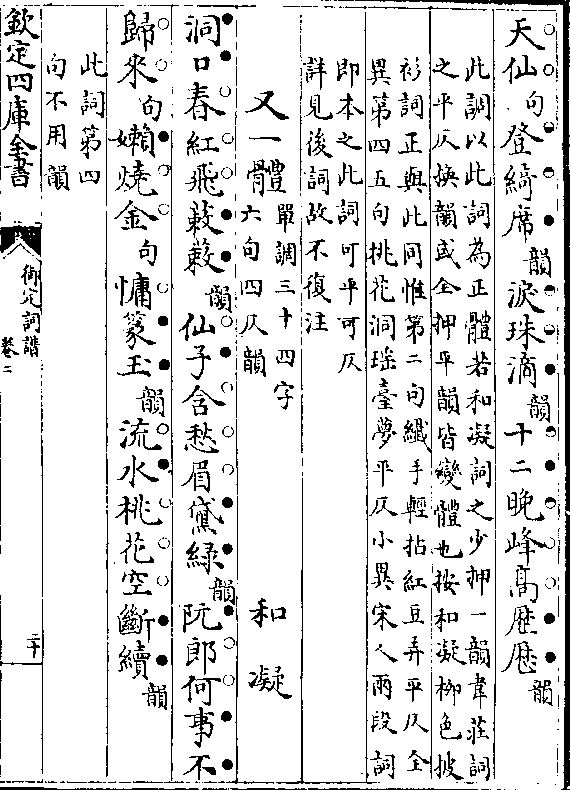 天仙句登綺席韻淚珠滴韻十二晚峰高歷歷韻
此調以此詞為正體若和凝詞之少押一韻韋莊詞
之平仄換韻或全押平韻皆變體也按和凝柳色披
衫詞正與此同惟第二句纖手輕拈紅豆弄平仄全
異第四五句桃花洞瑤臺夢平仄小異宋人兩段詞
即本之此詞可平可仄
詳見後詞故不復注
又一體單調三十四字
六句四仄韻
和凝
洞口春紅飛蔌蔌韻仙子含愁眉黛綠韻阮郎何事不
歸來句嬾燒金句慵篆玉韻流水桃花空斷續韻
此詞第四
句不用韻
欽定四庫全書
御定詞譜
卷二
二十